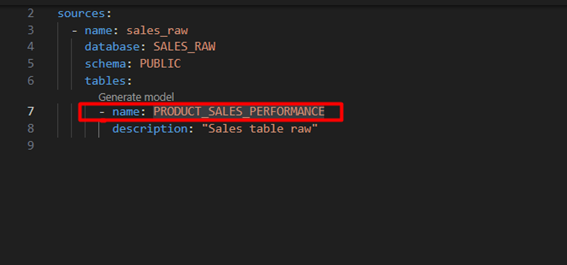 2 sources:
3 - name: sales_raw
4 database: SALES_RAW
5 schema: PUBLIC
6 tables:
Generate model
7 - name: PRODUCT_SALES_PERFORMANCE
8 description: "Sales table raw"
9